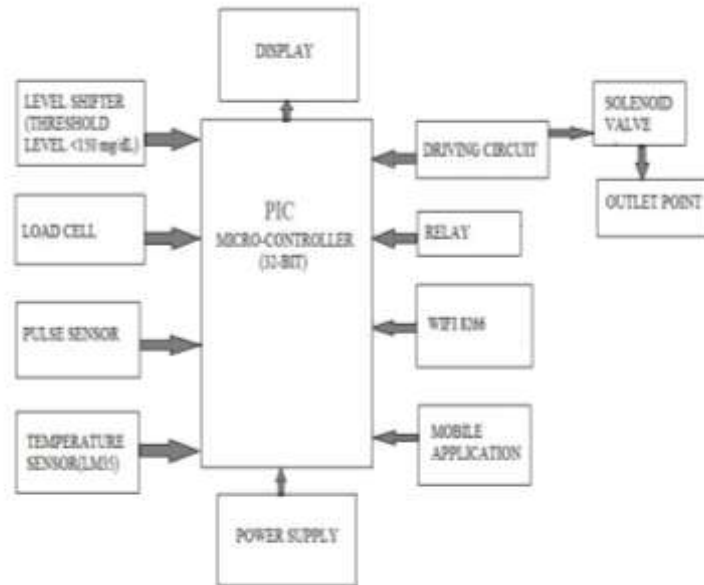 DISPLAY
LEVEL SHIFTER
(THRESHOLD
LEVEL <150 mg/dL)
SOLENOID
VALVE
DRIVING CIRCUIT
PIC
MICRO-CONTROLLER
(32-BIT)
OUTLET POINT
LOAD CELL
RELAY
PULSE SENSOR
WIFI 8266
TEMPERATURE
SENSOR(LM35)
MOBILE
APPLICATION
POWER SUPPLY